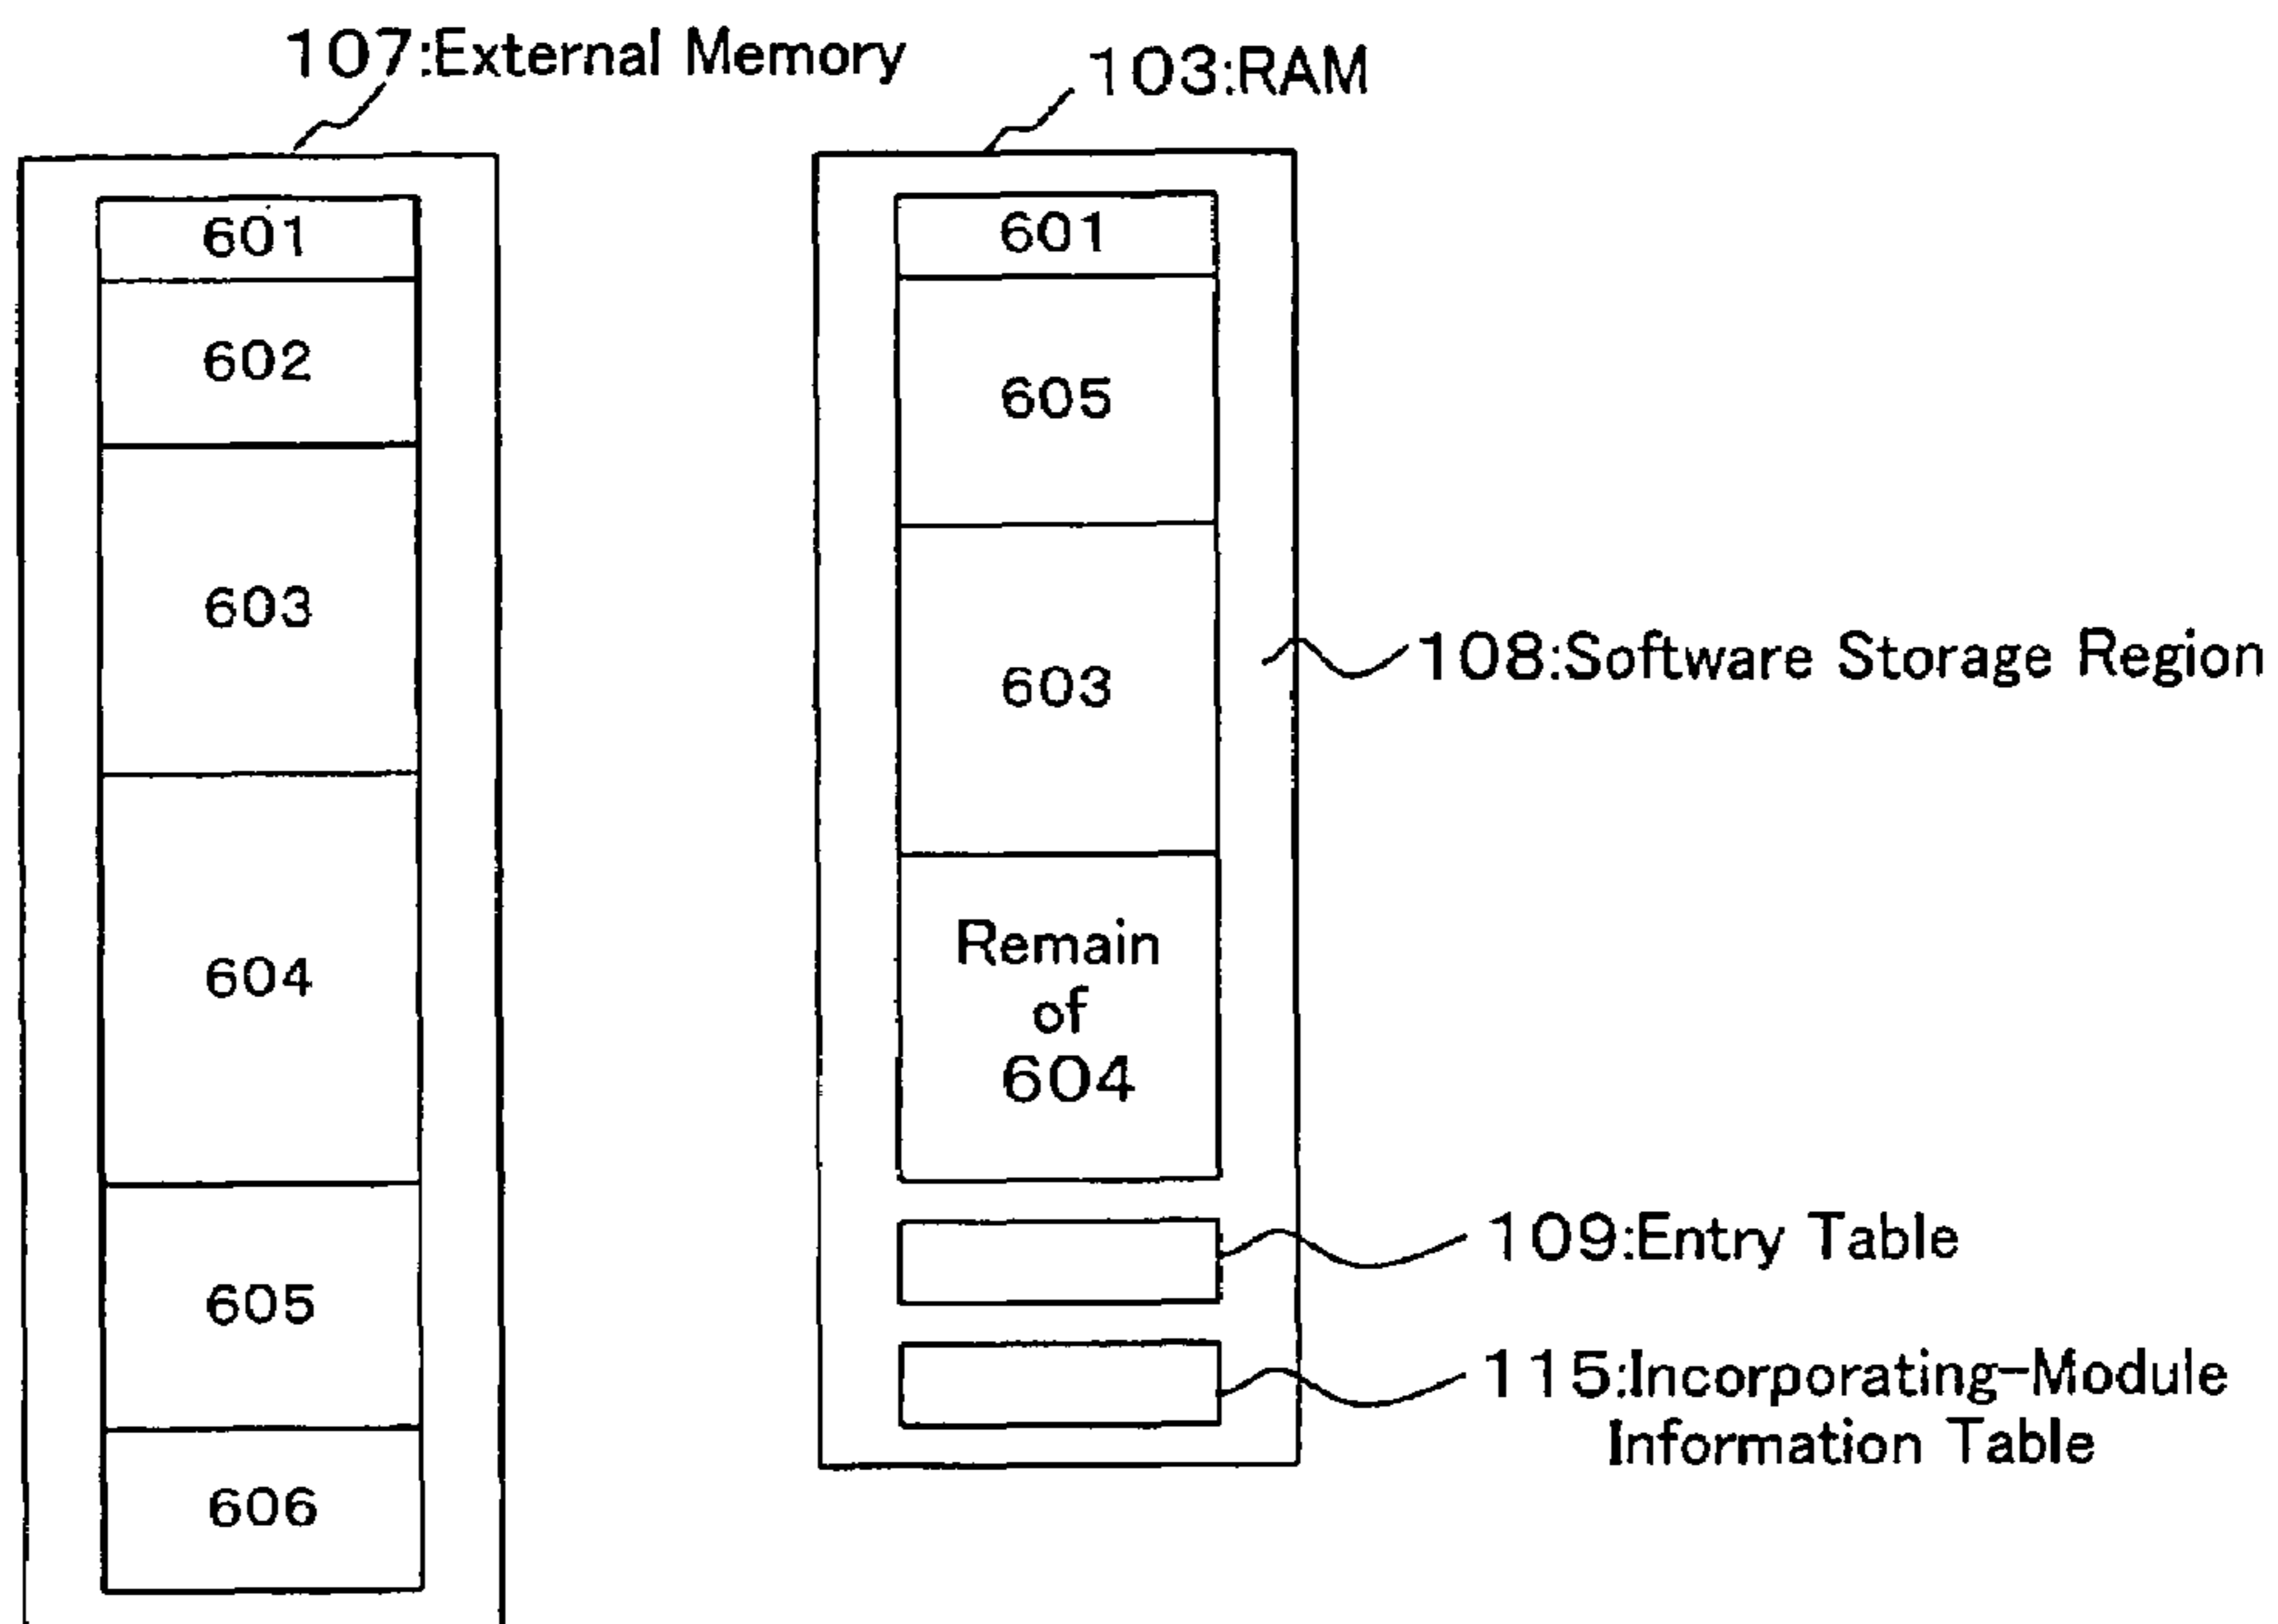 107:External Memory
601
602
603
604
605
606
103:RAM
601
605
603
Remain
of
604
108:Software Storage Region
109:Entry Table
115:Incorporating-Module
Information Table